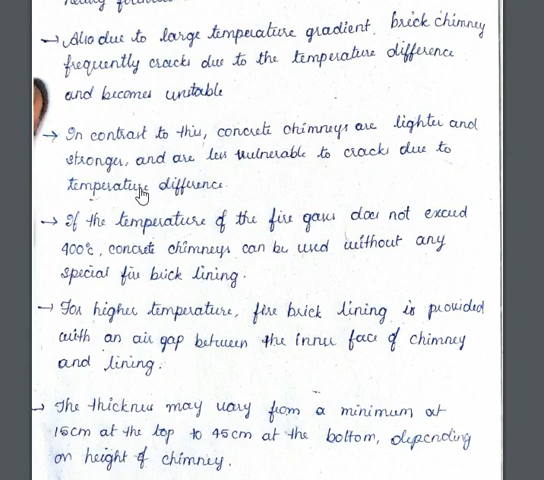 → Also due to large temperature gradient, brick chimney
frequently cracks due to the temperature difference
and becomes unstable
→ In contrast to this, concrete chimneys are lighter and
stronger, and are less vulnerable to cracks due to
temperature difference.
→ If the temperature of the fire gases does not exceed
400°c, concrete chimneys can be used without any
special fire brick lining.
→ For higher temperature, fire brick lining is provided
with an air gap between the inner face of chimney
and lining.
→ The thickness may vary from a minimum at
15cm at the top to 45cm at the bottom, depending
on height of chimney.